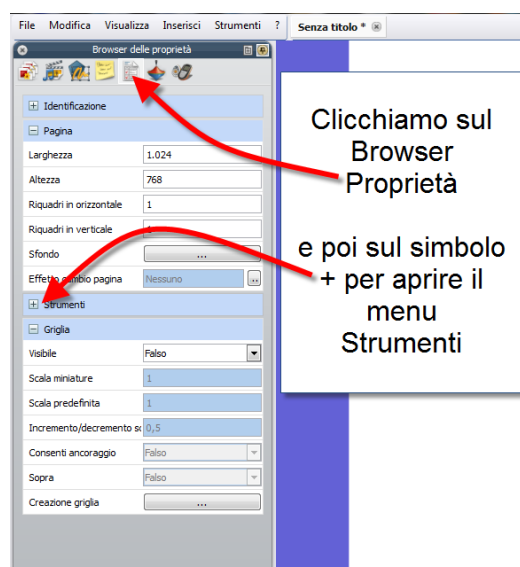 File Modifica Visualizza Inserisci Strumenti ? Senza titolo *
Browser delle proprietà
Identificazione
Pagina
Larghezza 1.024
Altezza 768
Riquadri in orizzontale 1
Riquadri in verticale
Sfondo ...
Effetto cambio pagina Nessuno ..
Strumenti
Griglia
Visibile Falso
Scala miniature 1
Scala predefinita 1
Incremento/decremento sc 0,5
Consenti ancoraggio Falso
Sopra Falso
Creazione griglia ...
Clicchiamo sul
Browser
Proprietà
e poi sul simbolo
+ per aprire il
menu
Strumenti